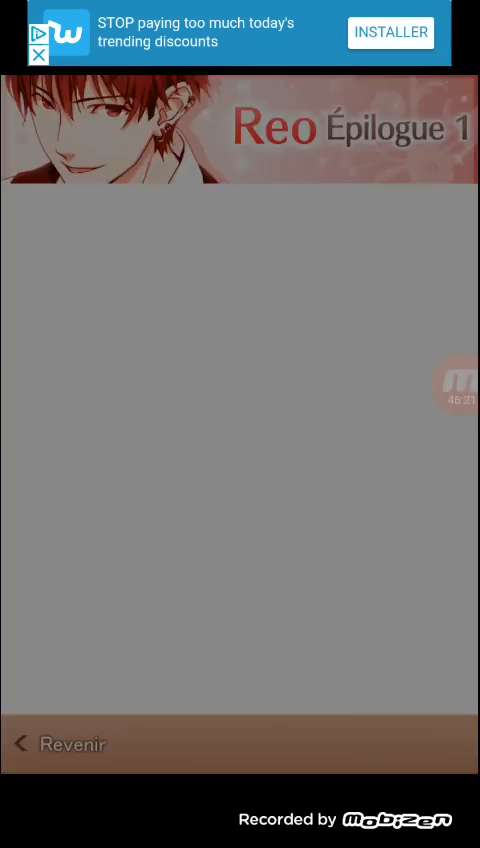 STOP paying too much today's
trending discounts
INSTALLER
Reo Épilogue 1
46:21
Revenir
Recorded by Mobizen